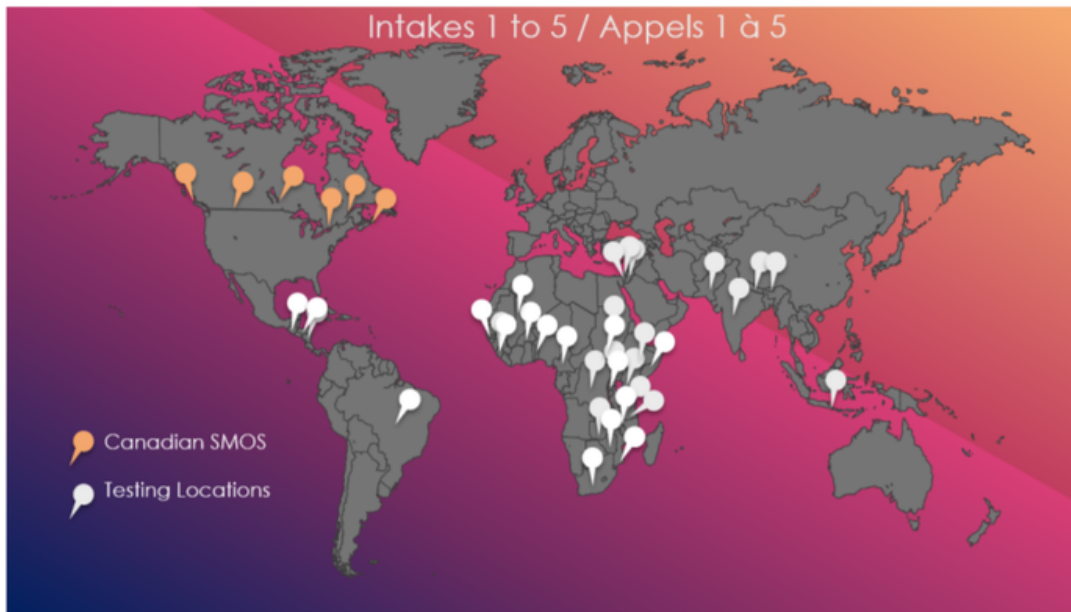 Intakes 1 to 5 / Appels 1 à 5
Canadian SMOS
Testing Locations